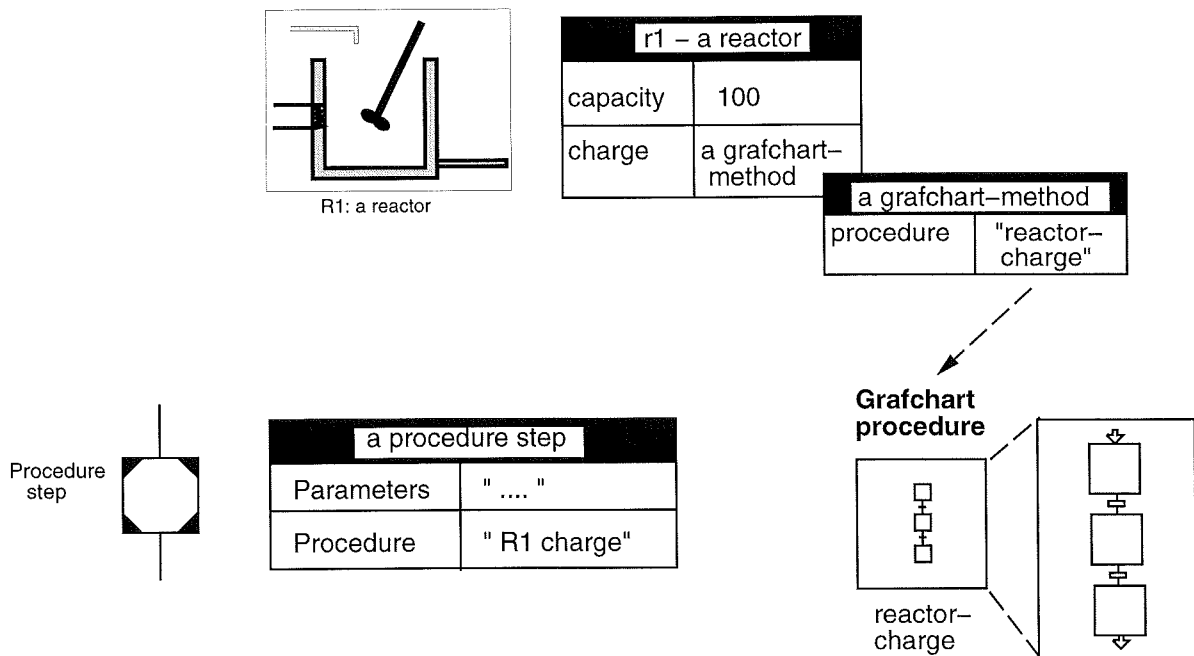 R1: a reactor
r1 – a reactor
capacity 100
charge a grafchart–
method
a grafchart–method
procedure "reactor–
charge"
Grafchart
procedure
reactor–
charge
Procedure
step
a procedure step
Parameters " .... "
Procedure " R1 charge"